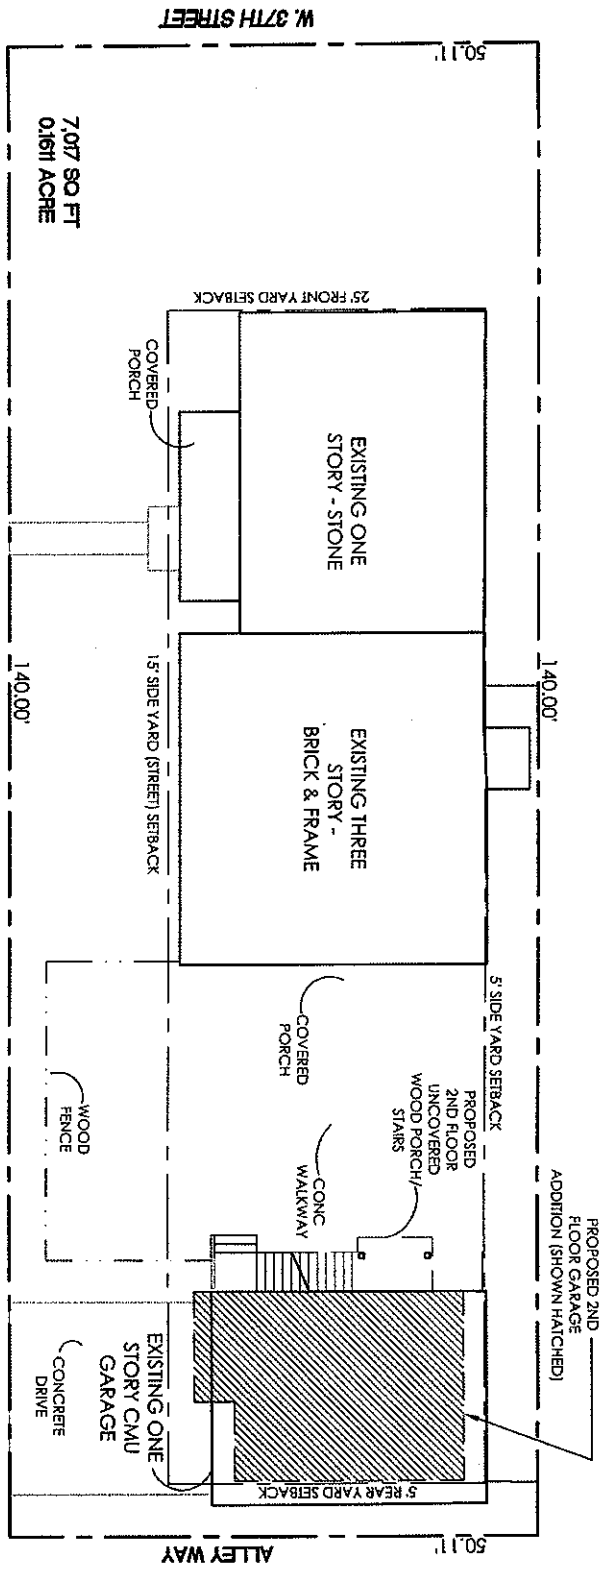 W. 37TH STREET
50.11'
7,017 SQ FT
0.1611 ACRE
25' FRONT YARD SETBACK
COVERED
PORCH
EXISTING ONE
STORY - STONE
140.00'
140.00'
15' SIDE YARD (STREET) SETBACK
EXISTING THREE
STORY -
BRICK & FRAME
5' SIDE YARD SETBACK
COVERED
PORCH
PROPOSED
2ND FLOOR
UNCOVERED
WOOD PORCH/
STAIRS
CONC
WALKWAY
WOOD
FENCE
PROPOSED 2ND
FLOOR GARAGE
ADDITION (SHOWN HATCHED)
EXISTING ONE
STORY CMU
GARAGE
CONCRETE
DRIVE
5' REAR YARD SETBACK
ALLEY WAY
50.11'